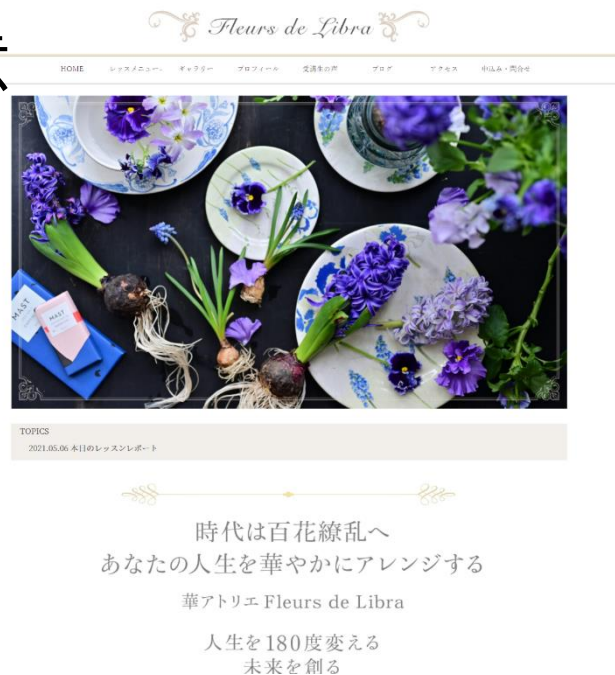 Fleurs de Libra
HOME レッスンメニュー ギャラリー プロフィール 受講生の声 ブログ アクセス 申込み・問合せ
MAST
MAST
TOPICS
2021.05.06 本日のレッスンレポート
時代は百花繚乱へ
あなたの人生を華やかにアレンジする
華アトリエ Fleurs de Libra
人生を180度変える
未来を創る